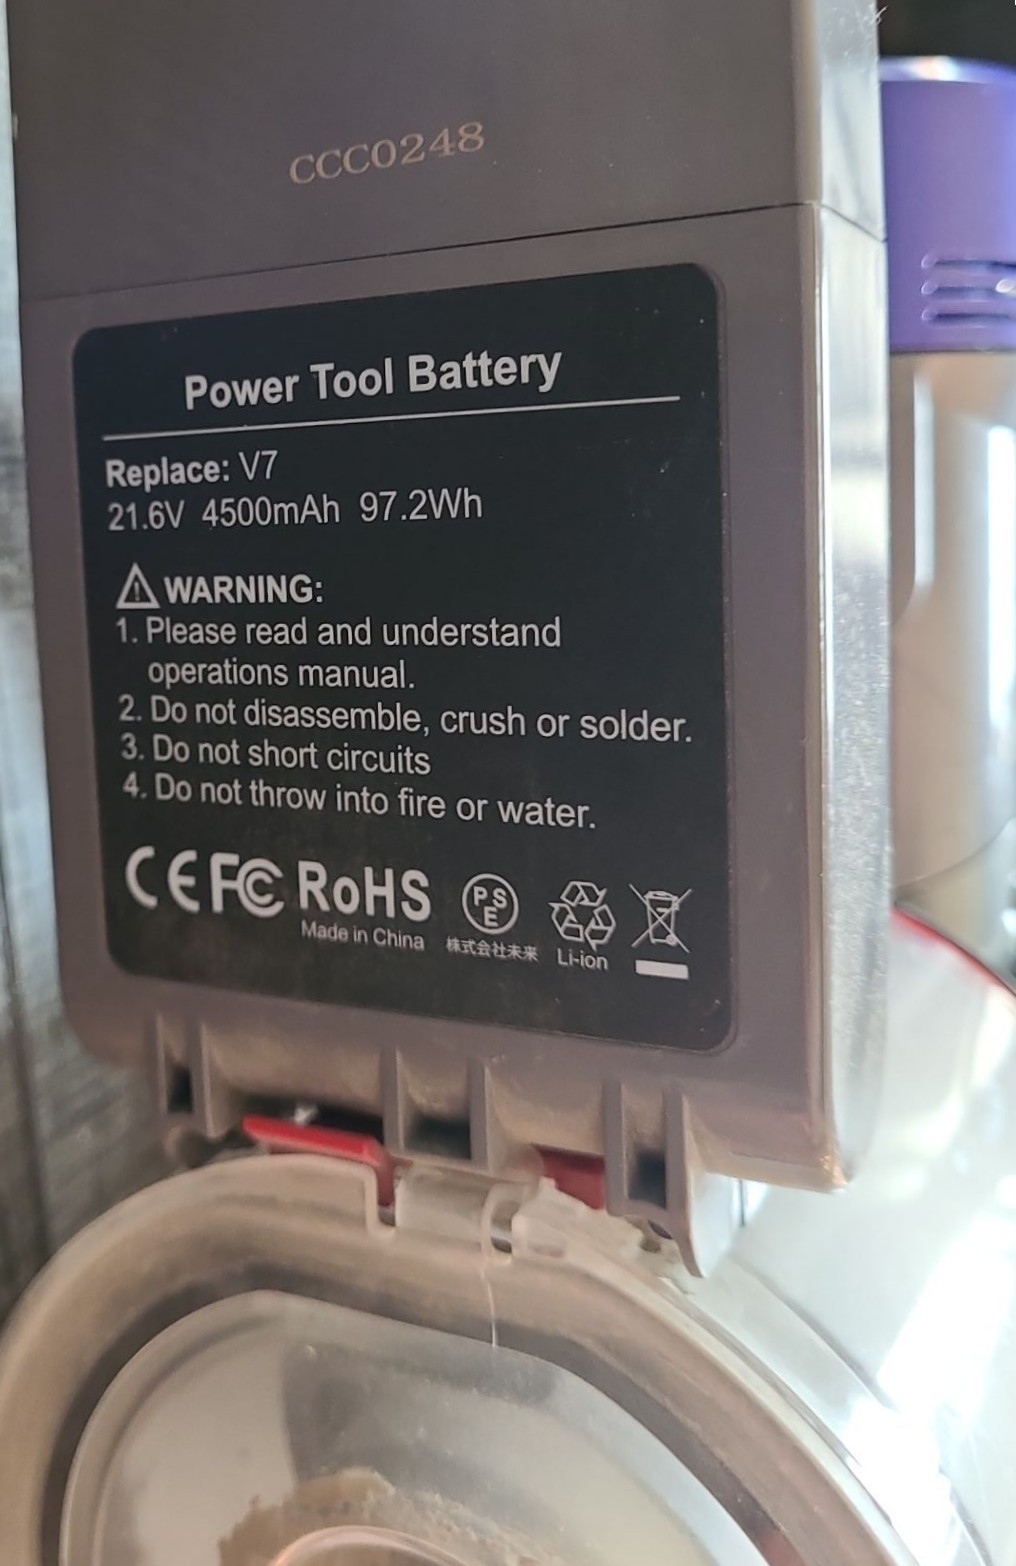 CCC0248
Power Tool Battery
Replace: V7
21.6V 4500mAh 97.2Wh
WARNING:
1. Please read and understand
operations manual.
2. Do not disassemble, crush or solder.
3. Do not short circuits
4. Do not throw into fire or water.
CE FC RoHS PSE
Made in China 株式会社未来 Li-ion